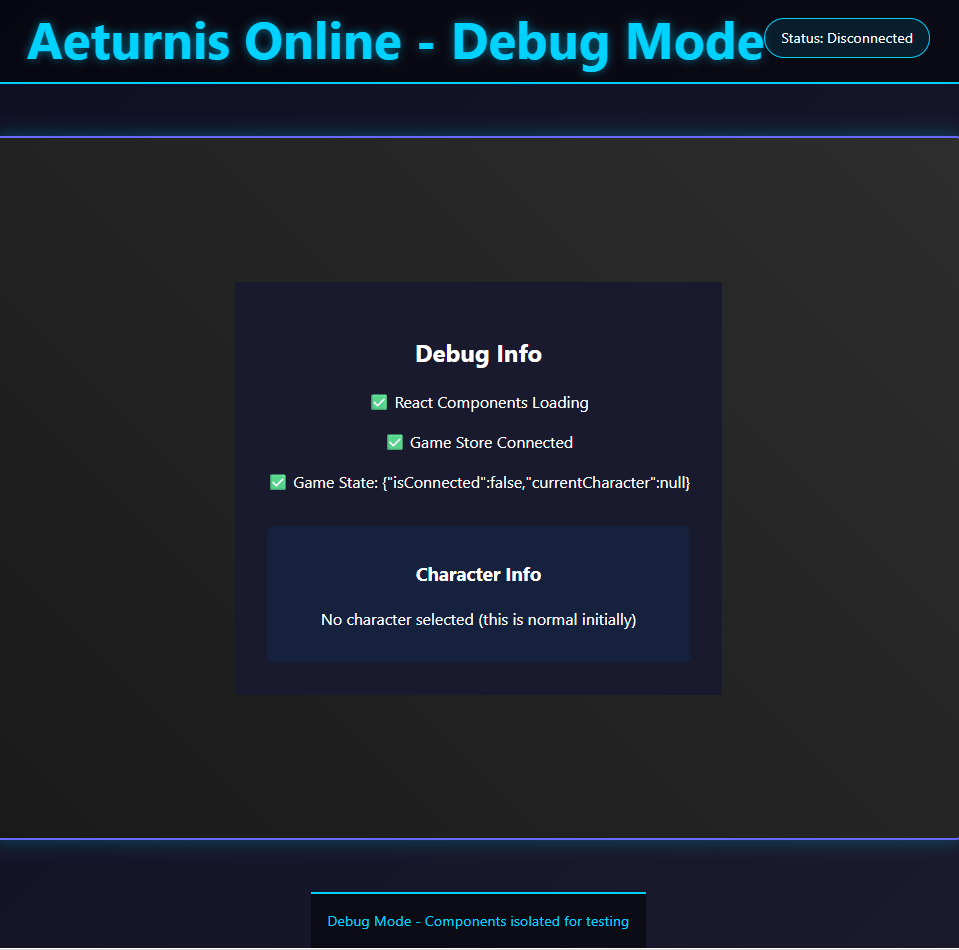 Aeturnis Online - Debug Mode
Status: Disconnected
Debug Info
✅ React Components Loading
✅ Game Store Connected
✅ Game State: {"isConnected":false,"currentCharacter":null}
Character Info
No character selected (this is normal initially)
Debug Mode - Components isolated for testing